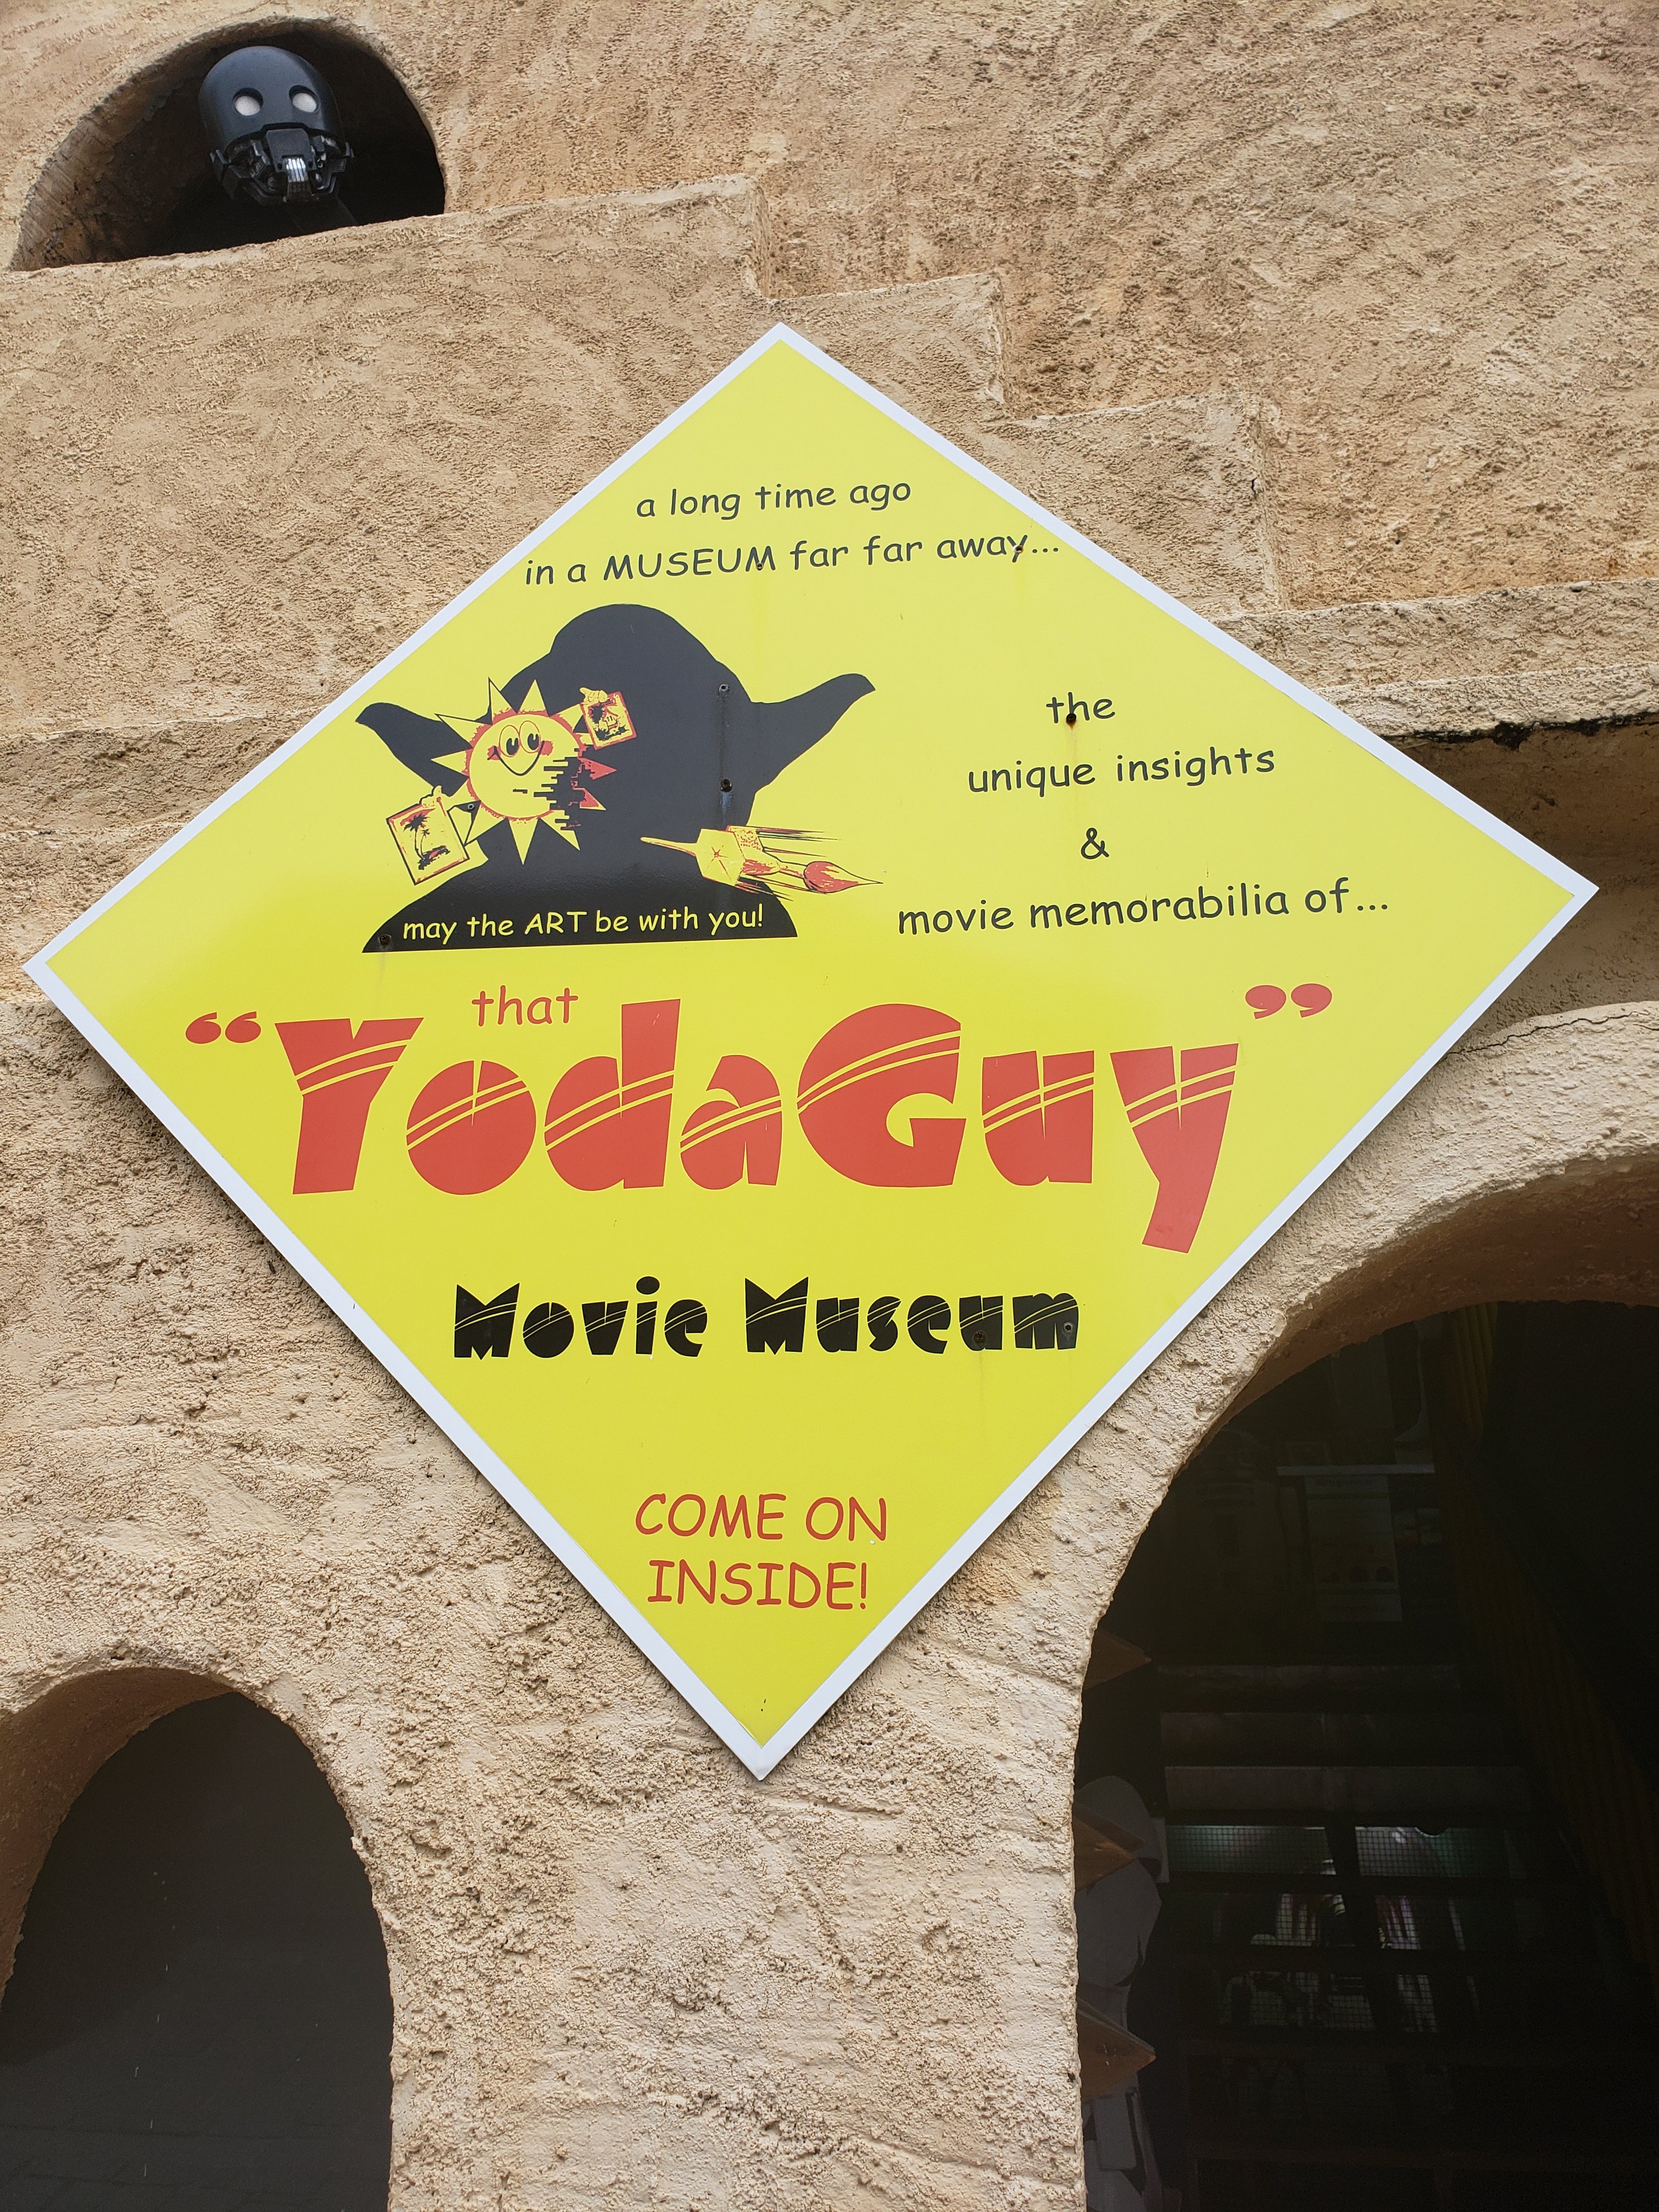 a long time ago
in a MUSEUM far far away...
the
unique insights
&
movie memorabilia of...
may the ART be with you!
that
“YodaGuy”
Movie Museum
COME ON
INSIDE!